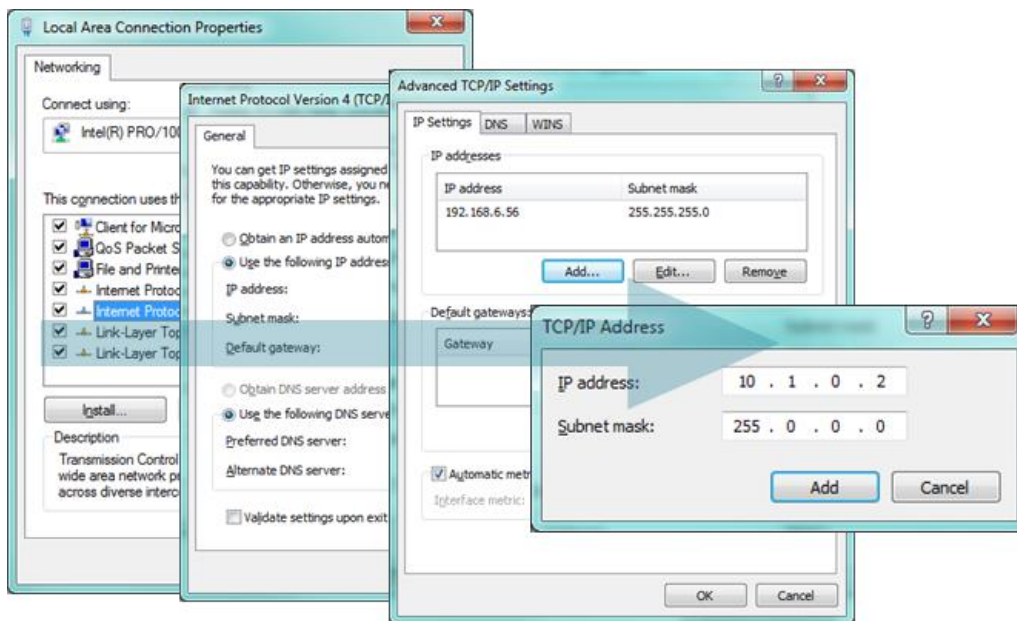 Local Area Connection Properties
Networking
Connect using:
Intel(R) PRO/100
This connection uses th
Client for Micro
QoS Packet S
File and Printe
Internet Protoc
Internet Protoc
Link-Layer Top
Link-Layer Top
Install...
Description
Transmission Control
wide area network pr
across diverse interc
Internet Protocol Version 4 (TCP/I
General
You can get IP settings assigned
this capability. Otherwise, you ne
for the appropriate IP settings.
Obtain an IP address autom
Use the following IP address
IP address:
Subnet mask:
Default gateway:
Obtain DNS server address
Use the following DNS serve
Preferred DNS server:
Alternate DNS server:
Validate settings upon exit
Advanced TCP/IP Settings
IP Settings DNS WINS
IP addresses
IP address Subnet mask
192.168.6.56 255.255.255.0
Add... Edit... Remove
Default gateways:
Gateway
Automatic metr
Interface metric:
OK Cancel
TCP/IP Address
IP address: 10 . 1 . 0 . 2
Subnet mask: 255 . 0 . 0 . 0
Add Cancel